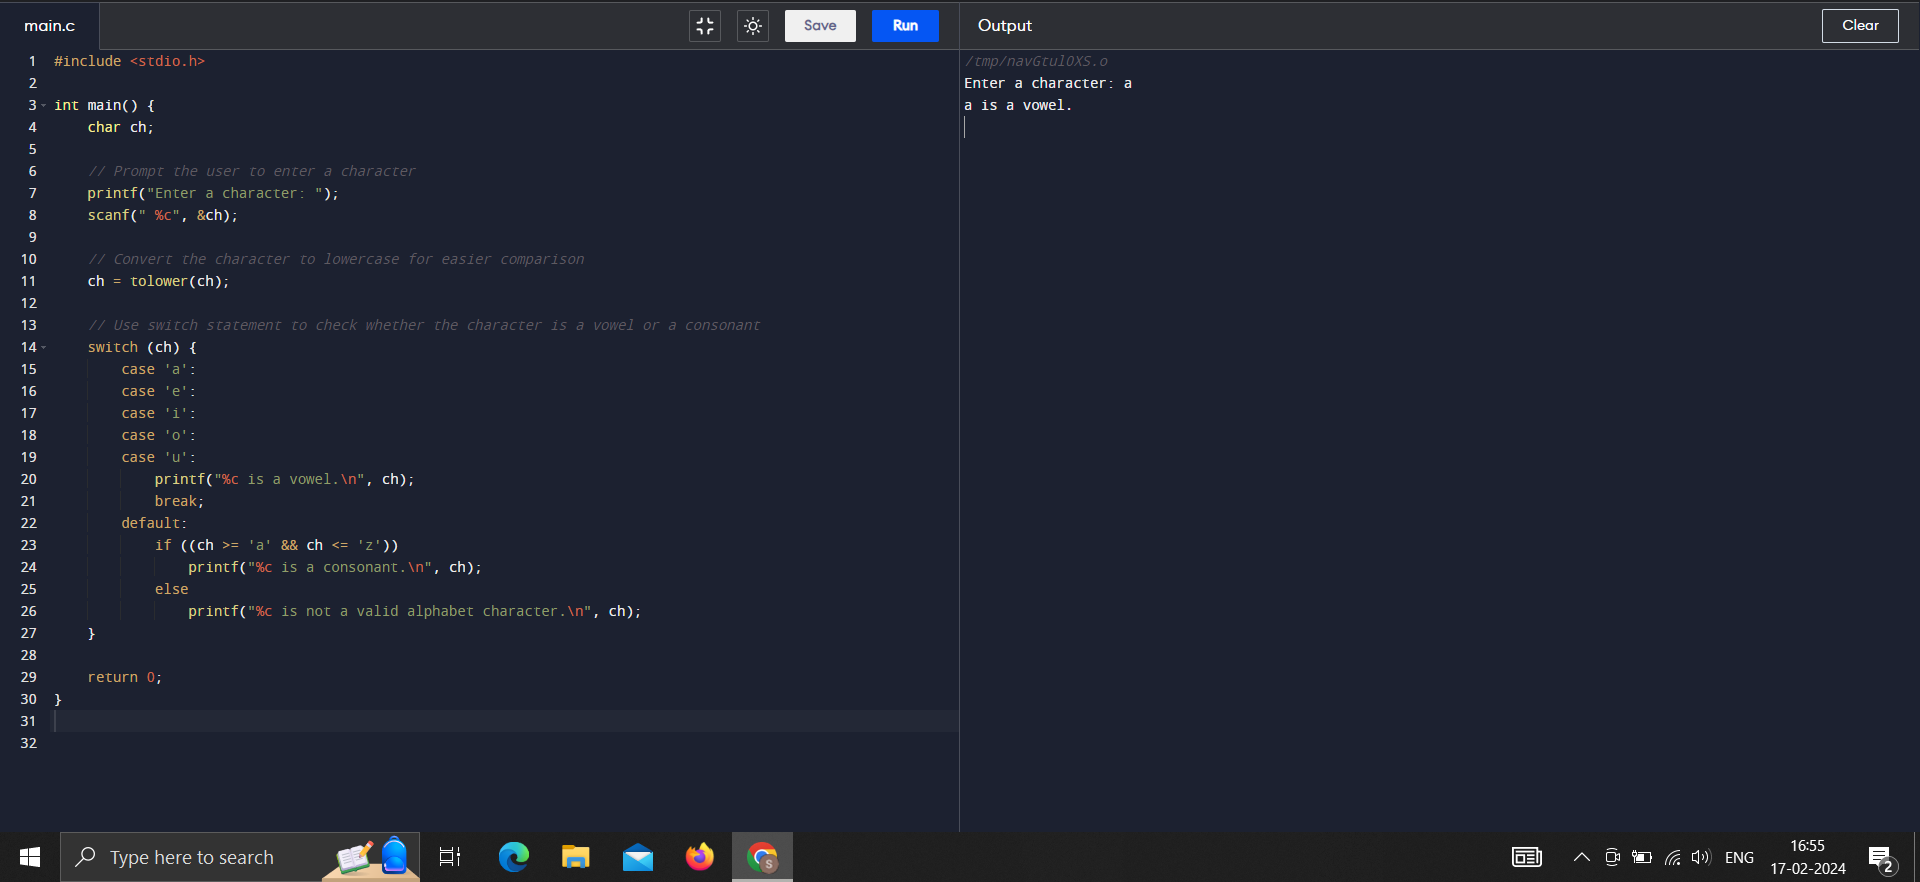 main.c
Save
Run
Output
Clear
1 #include <stdio.h>
2
3 int main() {
4     char ch;
5
6     // Prompt the user to enter a character
7     printf("Enter a character: ");
8     scanf(" %c", &ch);
9
10     // Convert the character to lowercase for easier comparison
11     ch = tolower(ch);
12
13     // Use switch statement to check whether the character is a vowel or a consonant
14     switch (ch) {
15         case 'a':
16         case 'e':
17         case 'i':
18         case 'o':
19         case 'u':
20             printf("%c is a vowel.\n", ch);
21             break;
22         default:
23             if ((ch >= 'a' && ch <= 'z'))
24                 printf("%c is a consonant.\n", ch);
25             else
26                 printf("%c is not a valid alphabet character.\n", ch);
27     }
28
29     return 0;
30 }
31
32
/tmp/navGtulOXS.o
Enter a character: a
a is a vowel.
Type here to search
S
ENG
16:55
17-02-2024
2